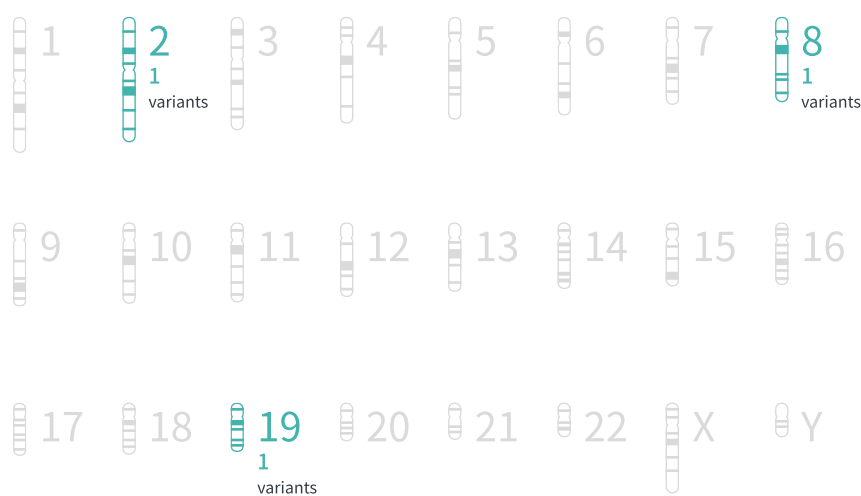 1 2 3 4 5 6 7 8
1 1
variants variants
9 10 11 12 13 14 15 16
17 18 19 20 21 22 X Y
1
variants